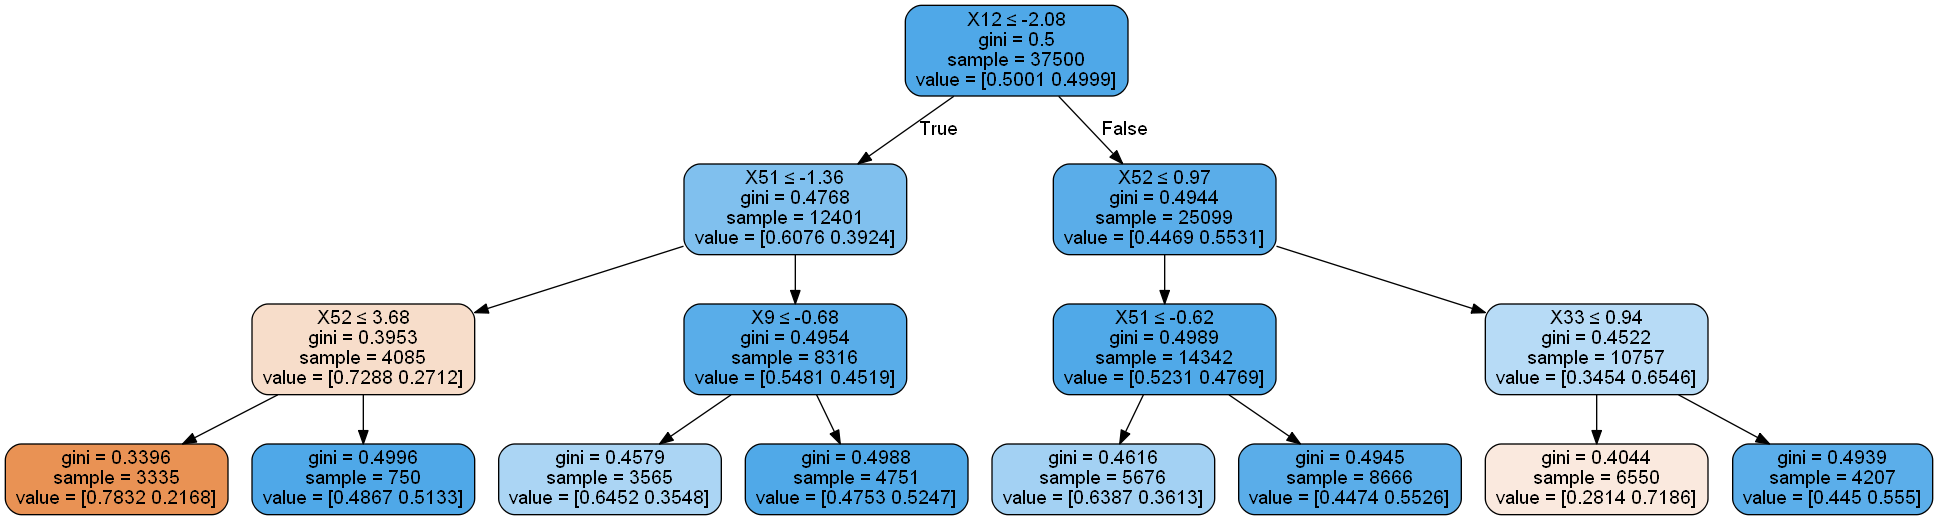 X12 ≤ -2.08
gini = 0.5
sample = 37500
value = [0.5001 0.4999]
True
False
X51 ≤ -1.36
gini = 0.4768
sample = 12401
value = [0.6076 0.3924]
X52 ≤ 0.97
gini = 0.4944
sample = 25099
value = [0.4469 0.5531]
X52 ≤ 3.68
gini = 0.3953
sample = 4085
value = [0.7288 0.2712]
X9 ≤ -0.68
gini = 0.4954
sample = 8316
value = [0.5481 0.4519]
X51 ≤ -0.62
gini = 0.4989
sample = 14342
value = [0.5231 0.4769]
X33 ≤ 0.94
gini = 0.4522
sample = 10757
value = [0.3454 0.6546]
gini = 0.3396
sample = 3335
value = [0.7832 0.2168]
gini = 0.4996
sample = 750
value = [0.4867 0.5133]
gini = 0.4579
sample = 3565
value = [0.6452 0.3548]
gini = 0.4988
sample = 4751
value = [0.4753 0.5247]
gini = 0.4616
sample = 5676
value = [0.6387 0.3613]
gini = 0.4945
sample = 8666
value = [0.4474 0.5526]
gini = 0.4044
sample = 6550
value = [0.2814 0.7186]
gini = 0.4939
sample = 4207
value = [0.445 0.555]